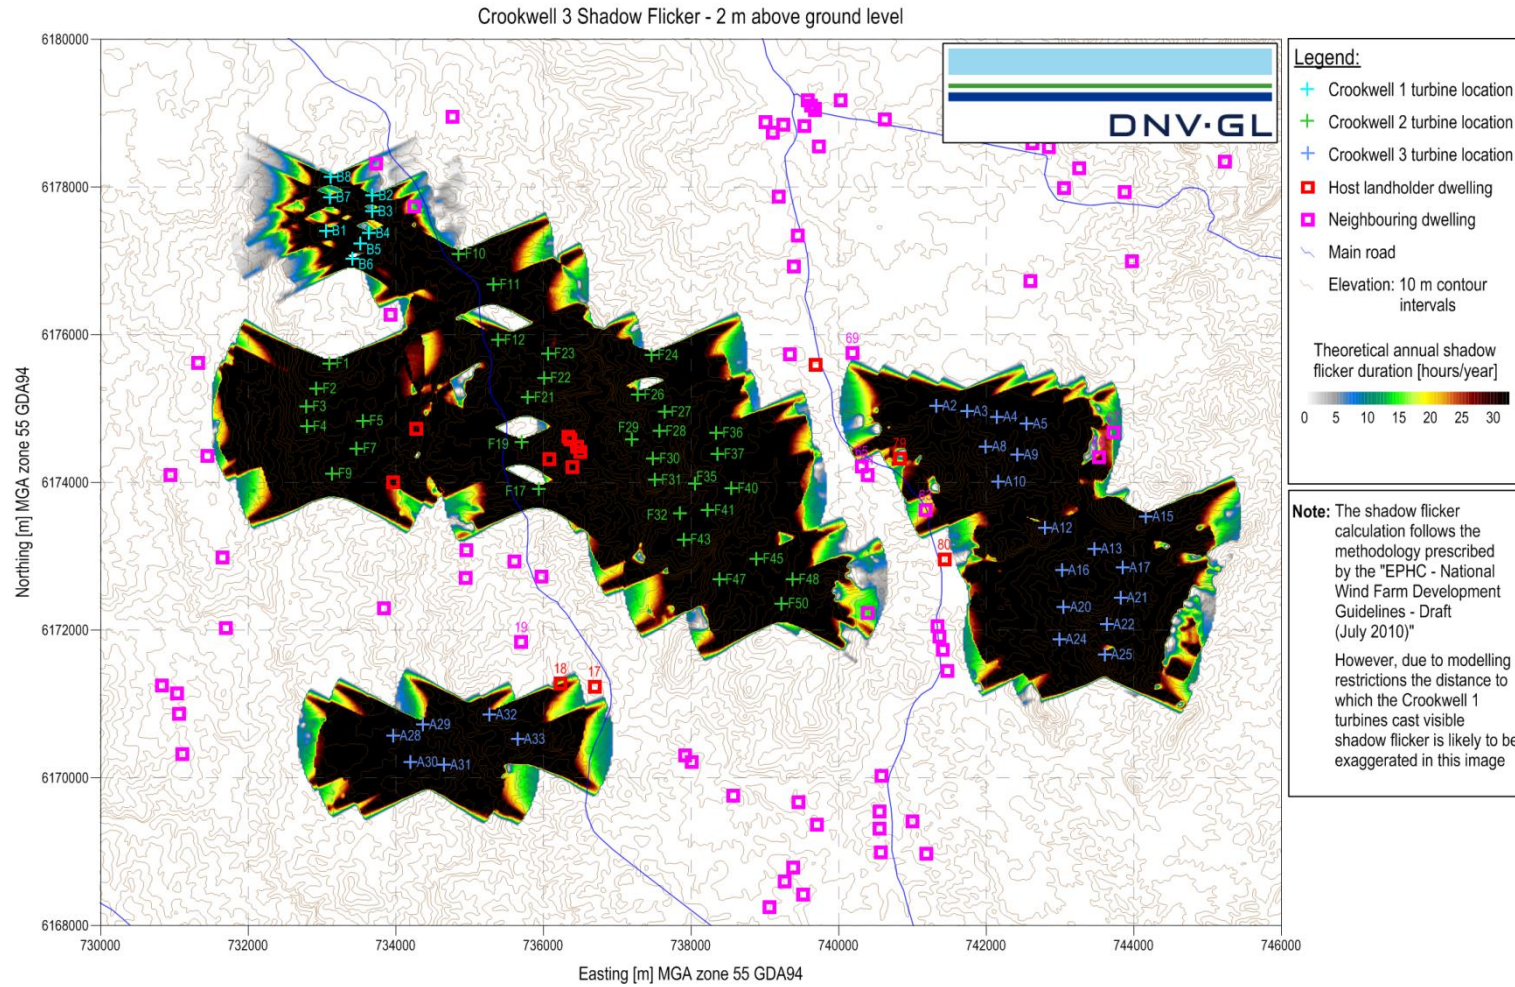 Crookwell 3 Shadow Flicker - 2 m above ground level
DNV·GL
Legend:
Crookwell 1 turbine location
Crookwell 2 turbine location
Crookwell 3 turbine location
Host landholder dwelling
Neighbouring dwelling
Main road
Elevation: 10 m contour
intervals
Theoretical annual shadow
flicker duration [hours/year]
0 5 10 15 20 25 30
Note: The shadow flicker
calculation follows the
methodology prescribed
by the "EPHC - National
Wind Farm Development
Guidelines - Draft
(July 2010)"
However, due to modelling
restrictions the distance to
which the Crookwell 1
turbines cast visible
shadow flicker is likely to be
exaggerated in this image
Northing [m] MGA zone 55 GDA94
6180000
6178000
6176000
6174000
6172000
6170000
6168000
730000 732000 734000 736000 738000 740000 742000 744000 746000
Easting [m] MGA zone 55 GDA94
B8
B7
B2
B3
B1
B4
B5
B6
F10
F11
F12
F23
F24
F1
F22
F2
F21
F26
F3
F27
F4
F5
F28
F29
F36
F19
F7
F37
F30
F9
F31
F35
F40
F17
F32
F41
F43
F45
F47
F48
F50
69
A2
A3
A4
A5
79
A8
A9
A10
A15
A12
80
A13
A16
A17
A20
A21
A22
A24
A25
19
18
17
A32
A29
A28
A33
A30
A31